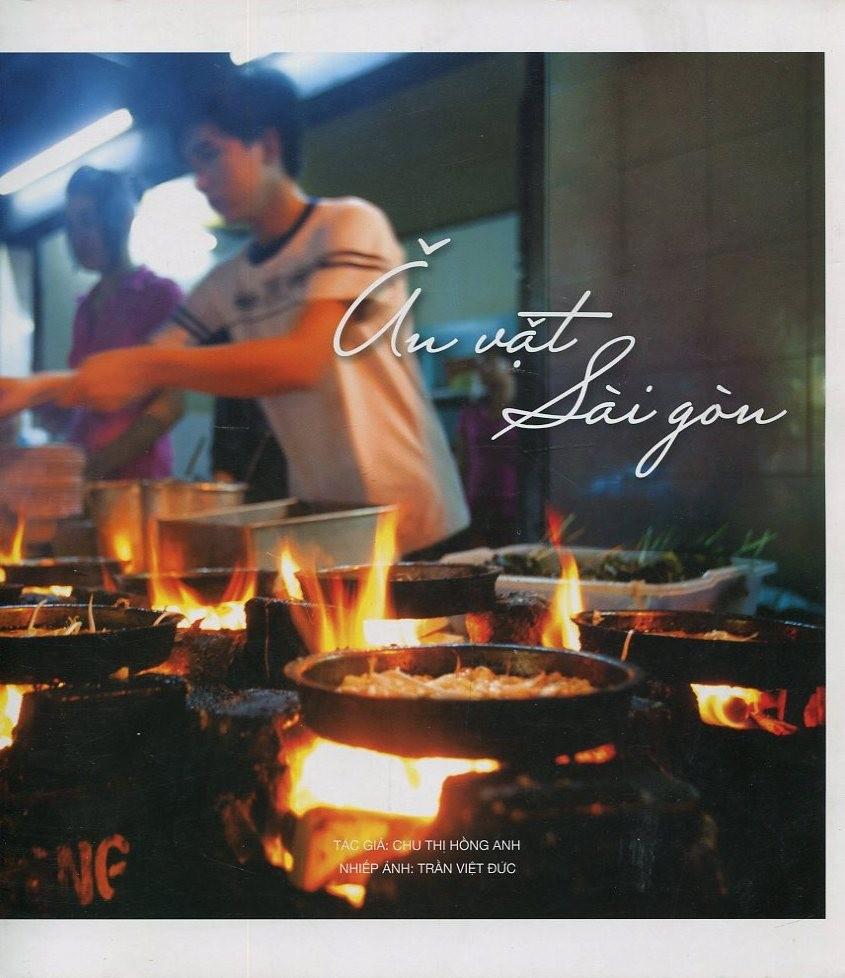 Ăn vặt
Sài gòn
TÁC GIẢ: CHU THỊ HỒNG ANH
NHIẾP ẢNH: TRẦN VIỆT ĐỨC